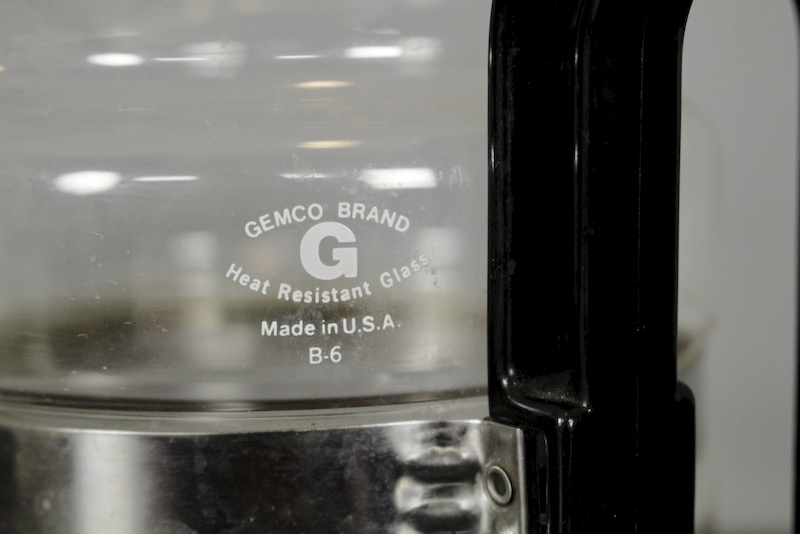 GEMCO BRAND
G
Heat Resistant Glass
Made in U.S.A.
B-6